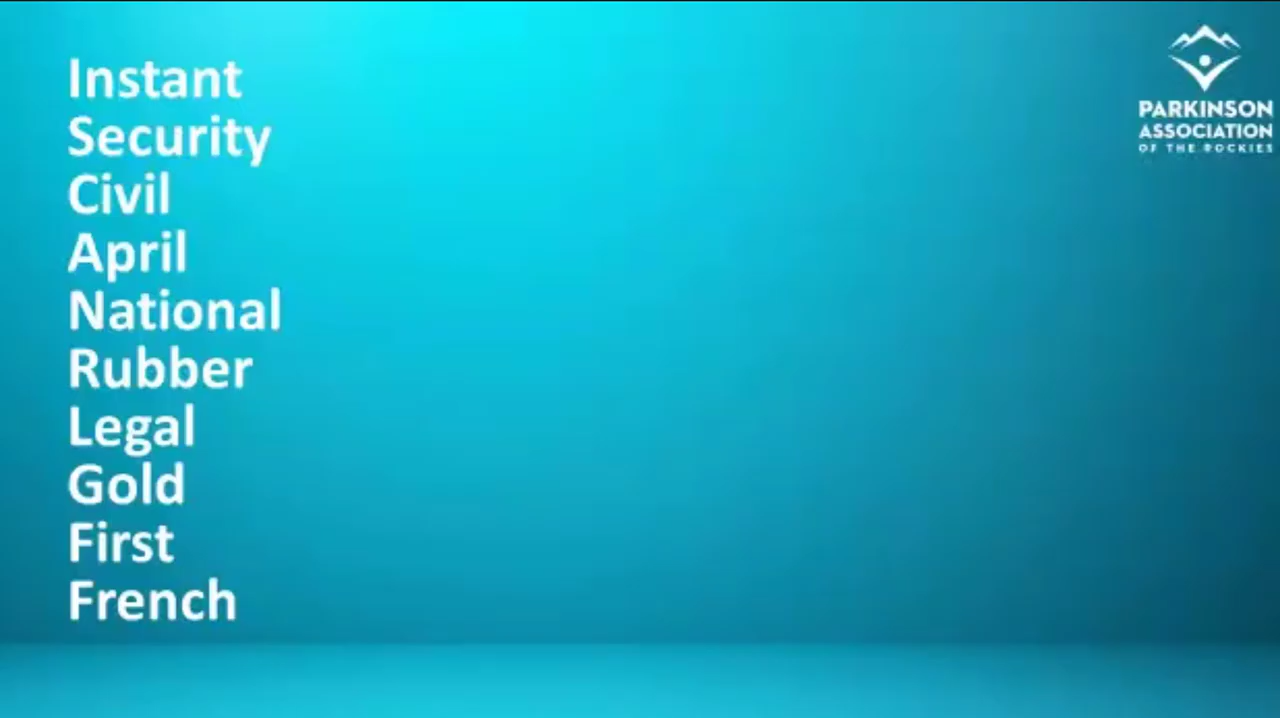 Instant
Security
Civil
April
National
Rubber
Legal
Gold
First
French
PARKINSON
ASSOCIATION
OF THE ROCKIES